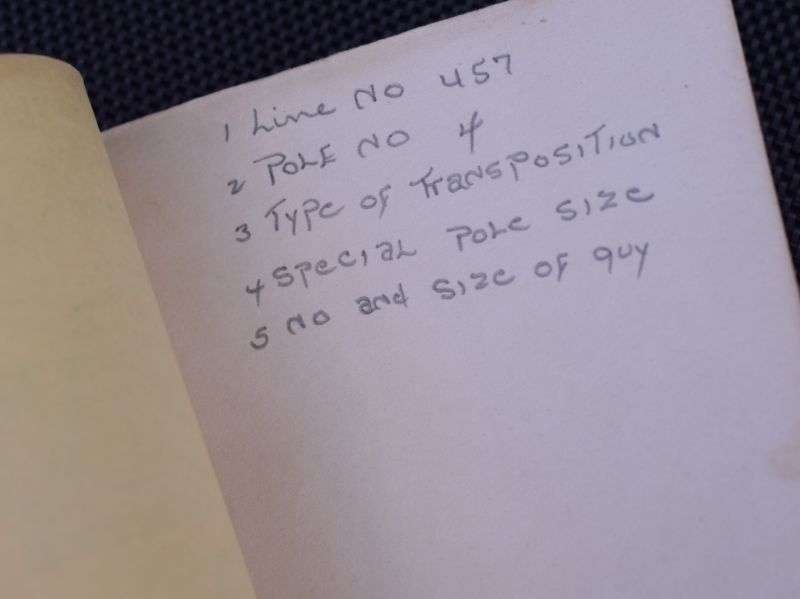 1 Line No 457
2 POLE NO 4
3 Type of TransPOSITION
4 Special Pole Size
5 No and Size of guy